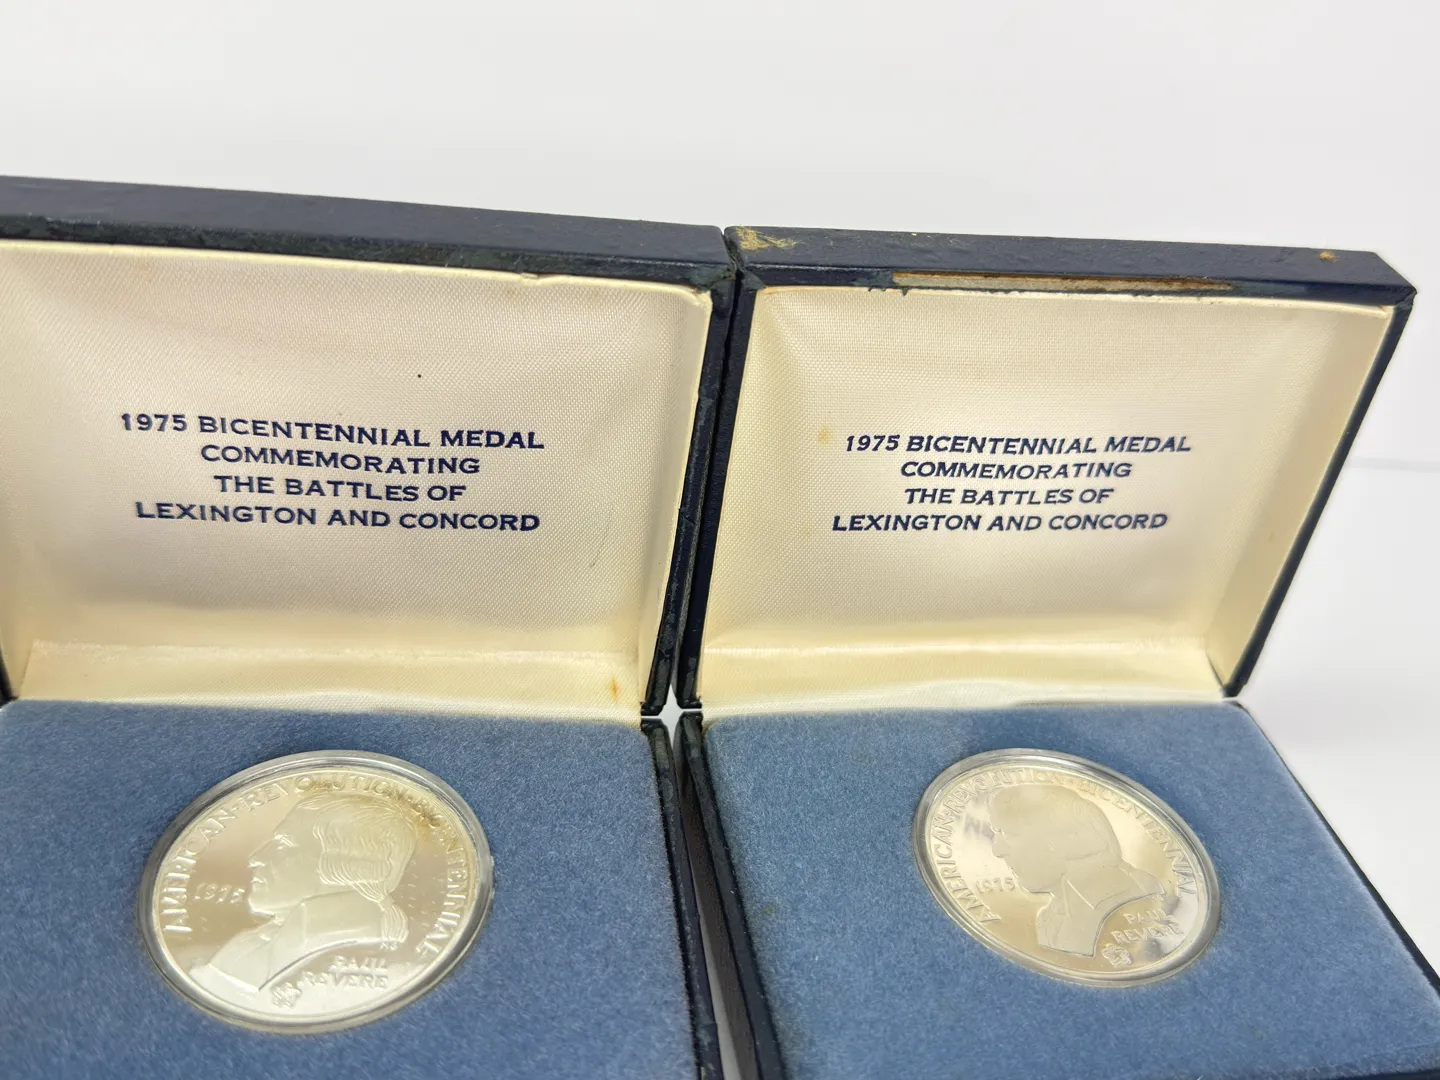 1975 BICENTENNIAL MEDAL
COMMEMORATING
THE BATTLES OF
LEXINGTON AND CONCORD
1975 BICENTENNIAL MEDAL
COMMEMORATING
THE BATTLES OF
LEXINGTON AND CONCORD
AMERICAN·REVOLUTION·BICENTENNIAL
1975
PAUL
REVERE
AMERICAN·REVOLUTION·BICENTENNIAL
1975
PAUL
REVERE